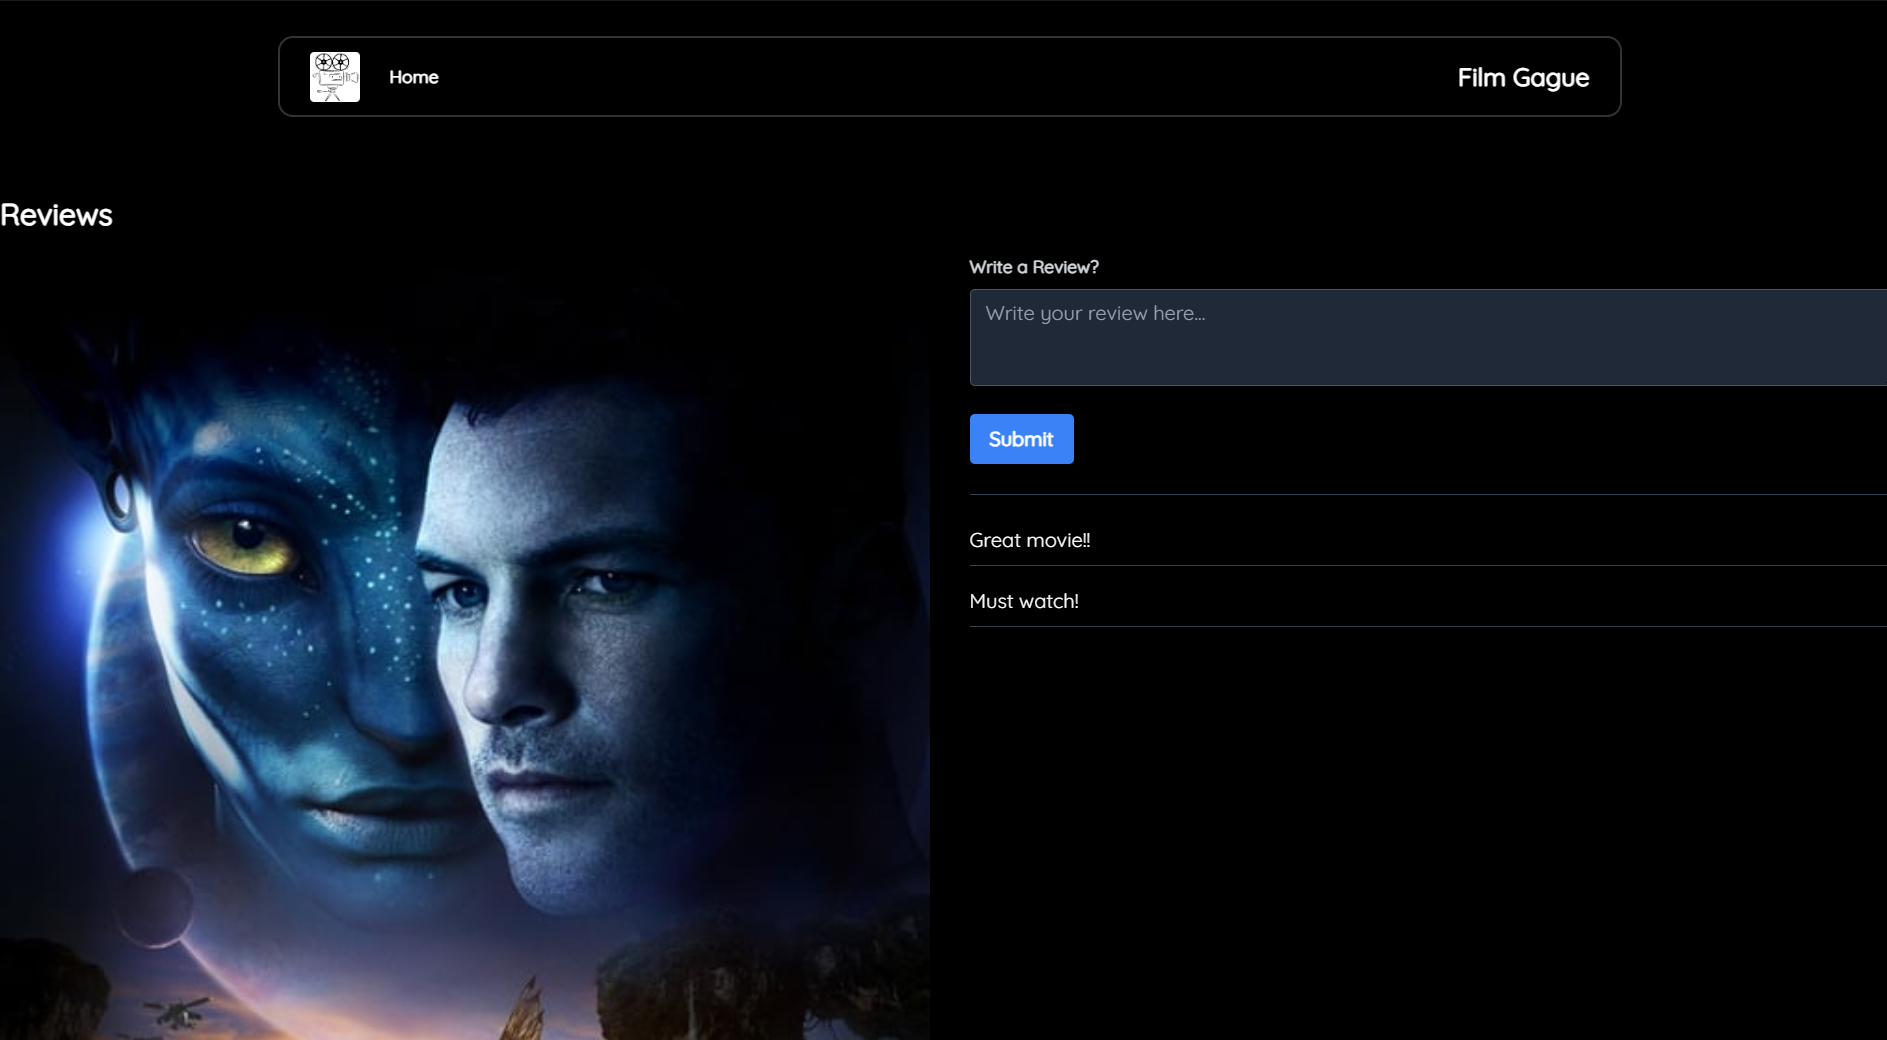 Home
Film Gague
Reviews
Write a Review?
Write your review here...
Submit
Great movie!!
Must watch!